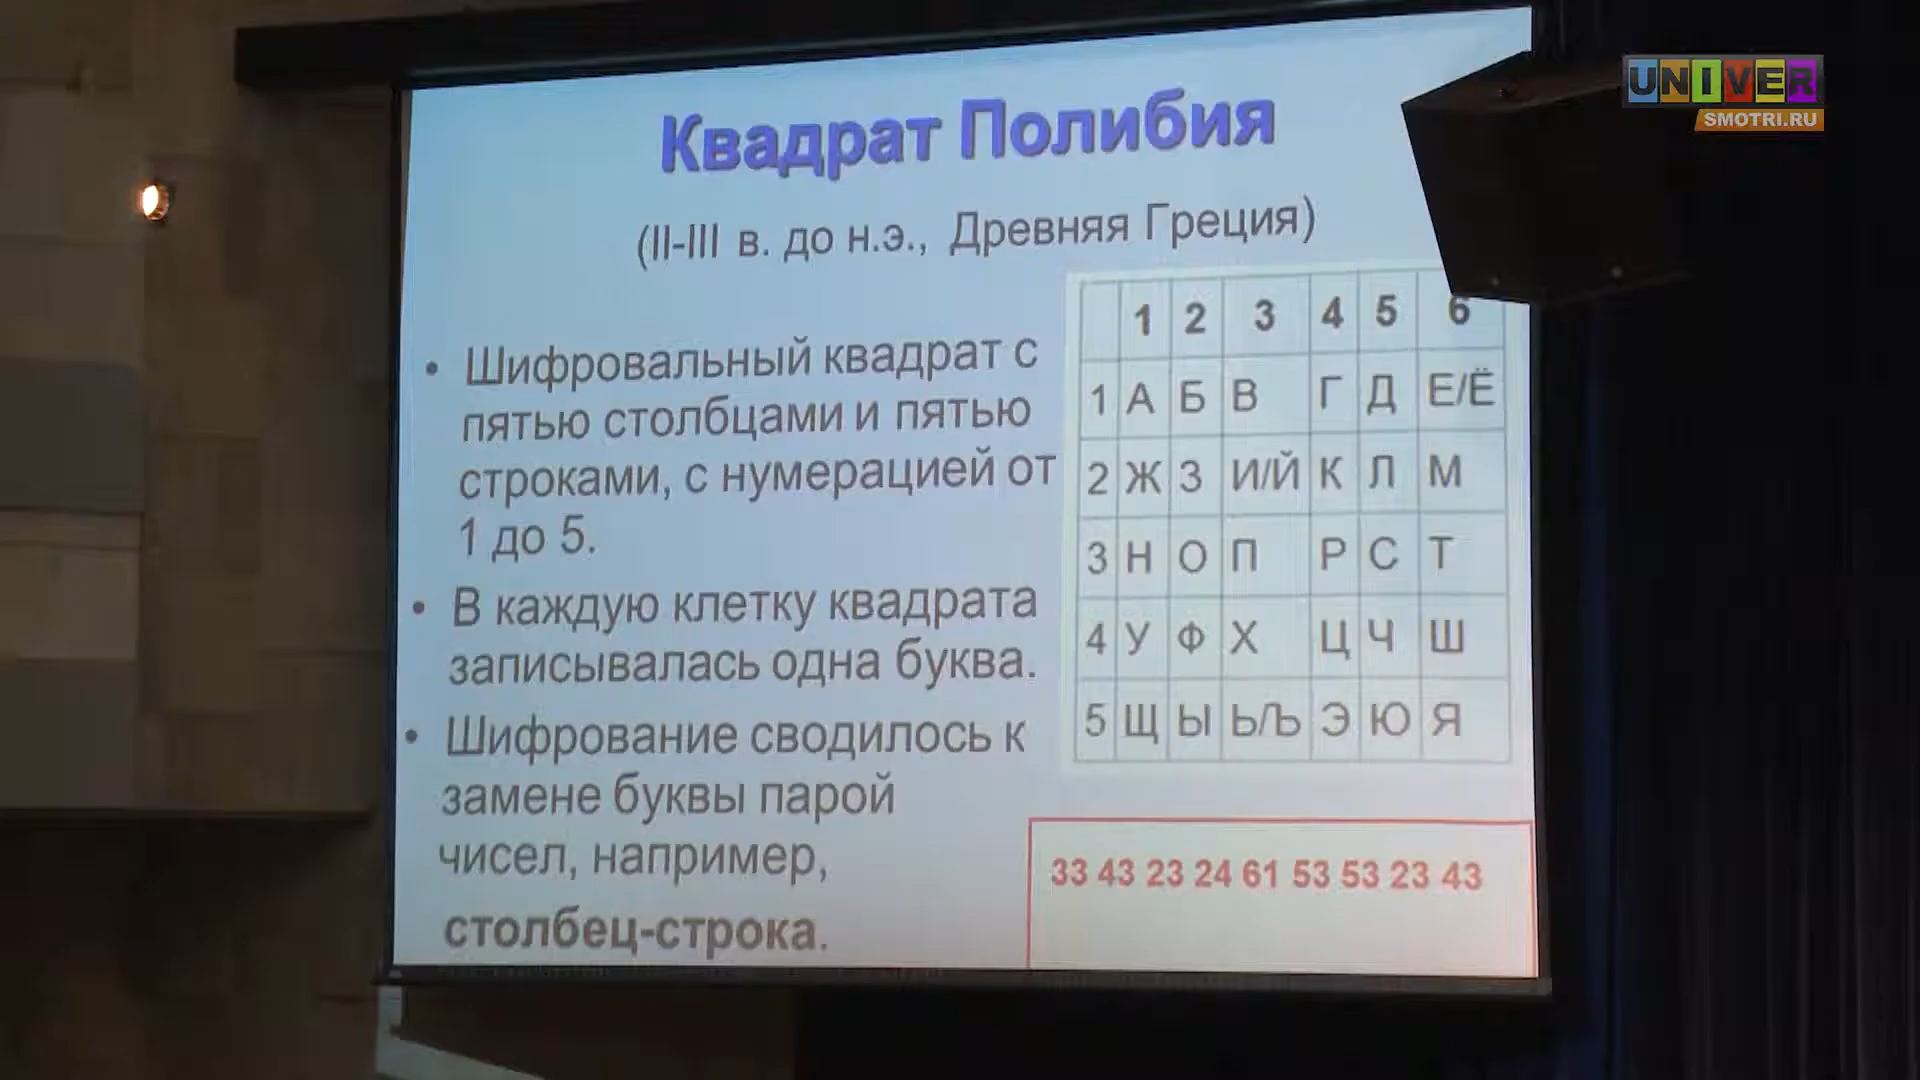 UNIVER
SMOTRI.RU
Квадрат Полибия
(II-III в. до н.э., Древняя Греция)
• Шифровальный квадрат с
пятью столбцами и пятью
строками, с нумерацией от
1 до 5.
• В каждую клетку квадрата
записывалась одна буква.
• Шифрование сводилось к
замене буквы парой
чисел, например,
столбец-строка.
1 2 3 4 5 6
1 А Б В Г Д Е/Ё
2 Ж З И/Й К Л М
3 Н О П Р С Т
4 У Ф Х Ц Ч Ш
5 Щ Ы Ь/Ъ Э Ю Я
33 43 23 24 61 53 53 23 43